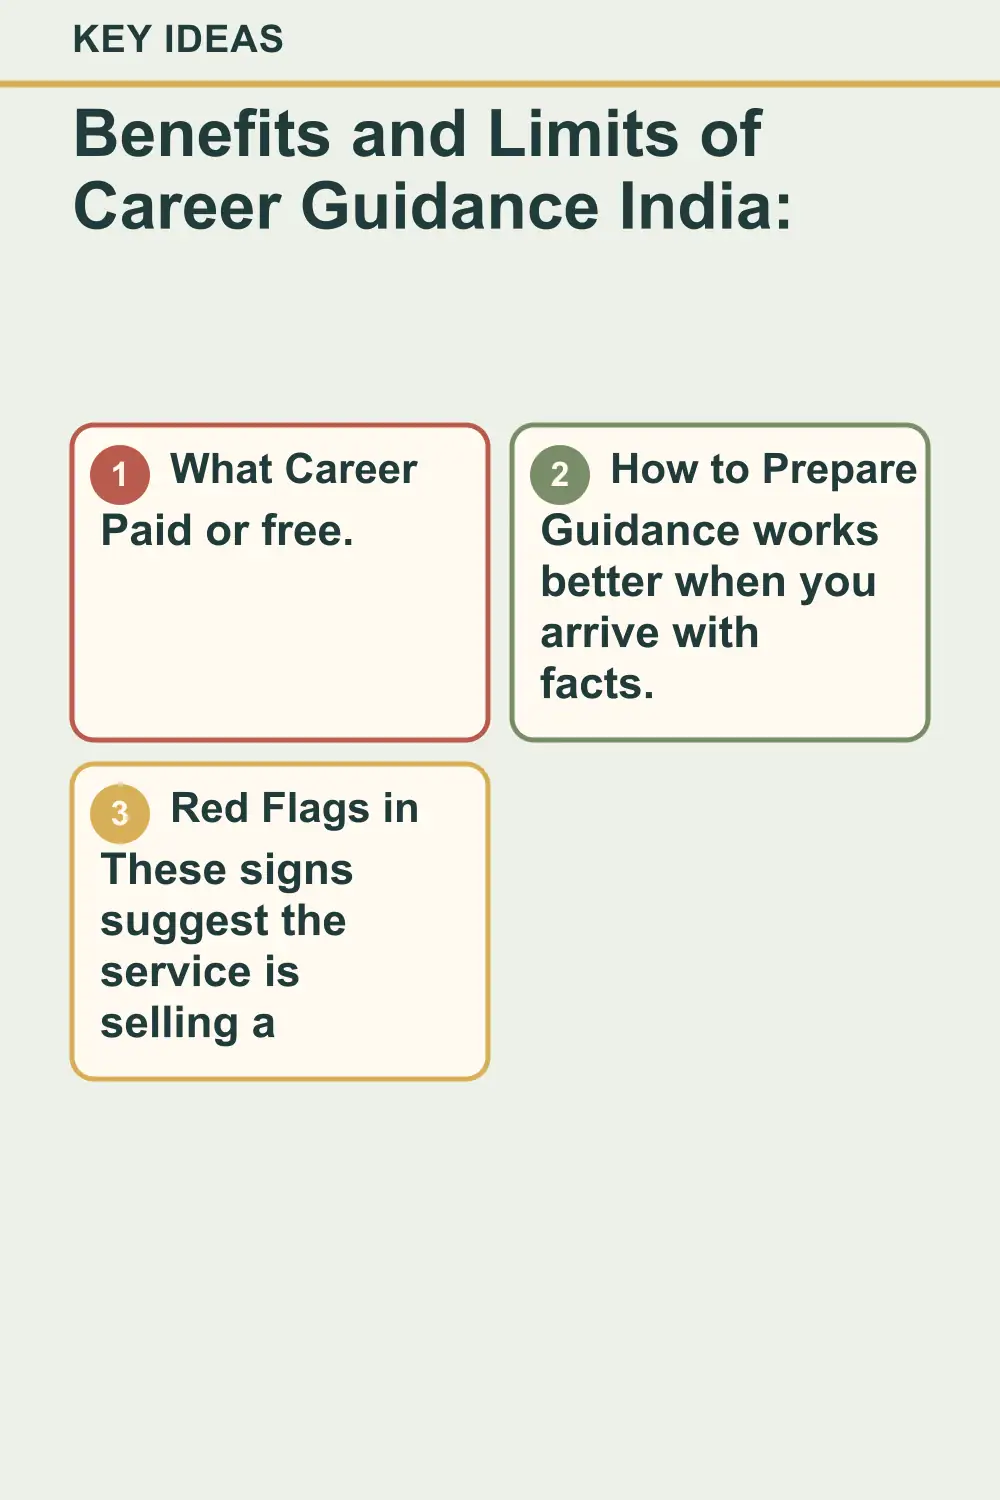 KEY IDEAS
Benefits and Limits of
Career Guidance India:
1 What Career
Paid or free.
2 How to Prepare
Guidance works
better when you
arrive with
facts.
3 Red Flags in
These signs
suggest the
service is
selling a